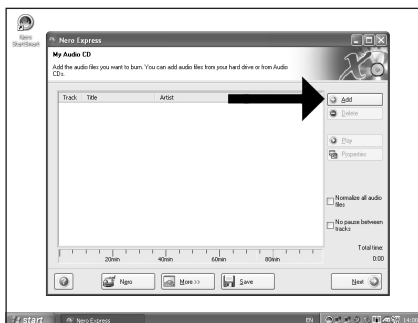 Nero
StartSmart
Nero Express
My Audio CD
Add the audio files you want to burn. You can add audio files from your hard drive or from Audio
CDs.
Track Title Artist
Add
Delete
Play
Properties
Normalize all audio
files
No pause between
tracks
Total time:
0:00
20min 40min 60min 80min
Nero
More >>
Save
Next
start
Nero Express
EN
14:00